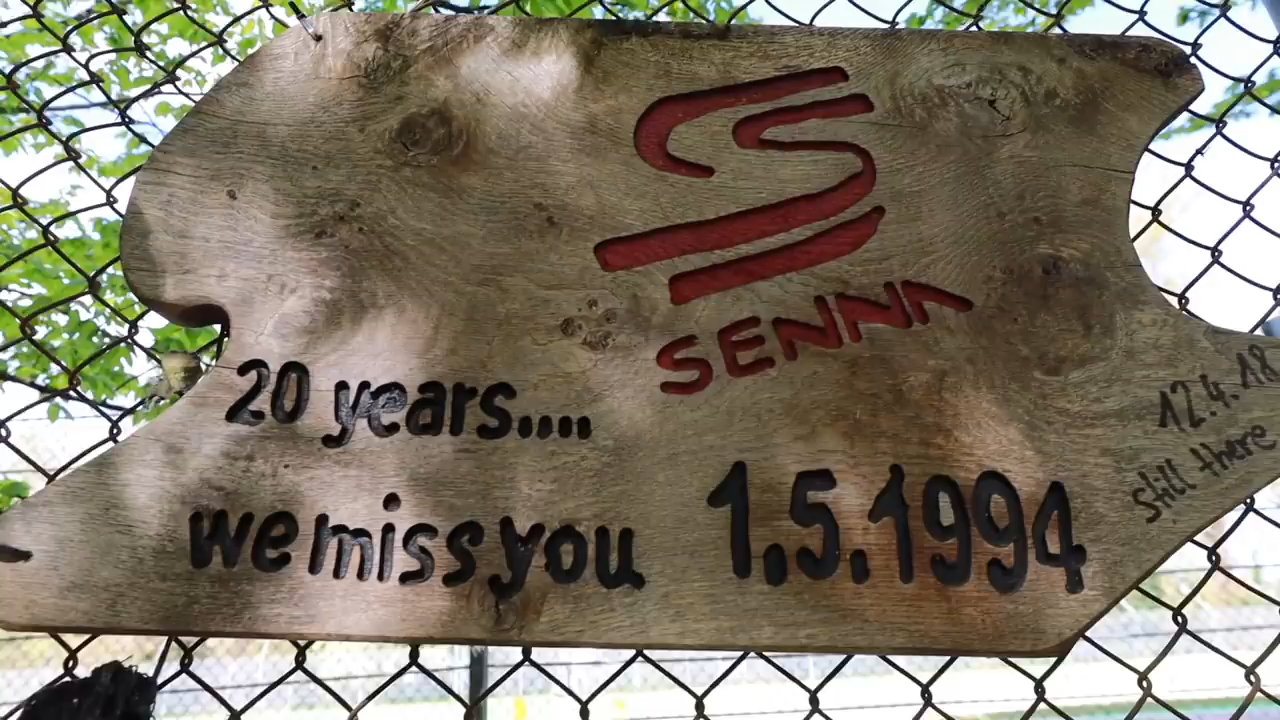 SENNA
20 years....
we miss you
1.5.1994
12.4.18
still there